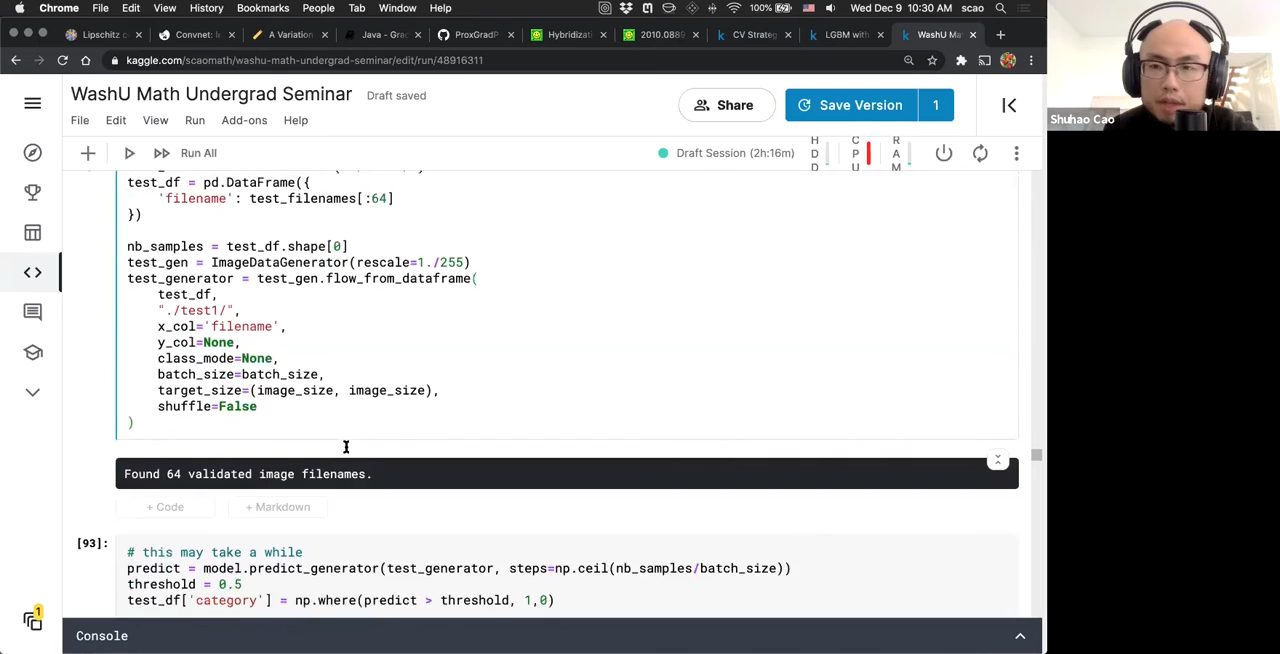 Chrome File Edit View History Bookmarks People Tab Window Help 100% Wed Dec 9 10:30 AM scao
Lipschitz c Convnet: I A Variation Java - Gra ProxGradP Hybridizati 2010.0889 CV Strateg LGBM with WashU Ma
kaggle.com/scaomath/washu-math-undergrad-seminar/edit/run/48916311
WashU Math Undergrad Seminar Draft saved
Share Save Version 1
File Edit View Run Add-ons Help
Run All Draft Session (2h:16m) HDD CPU RAM
Shuhao Cao
test_df = pd.DataFrame({
'filename': test_filenames[:64]
})
nb_samples = test_df.shape[0]
test_gen = ImageDataGenerator(rescale=1./255)
test_generator = test_gen.flow_from_dataframe(
test_df,
"./test1/",
x_col='filename',
y_col=None,
class_mode=None,
batch_size=batch_size,
target_size=(image_size, image_size),
shuffle=False
)
Found 64 validated image filenames.
+ Code + Markdown
[93]:
# this may take a while
predict = model.predict_generator(test_generator, steps=np.ceil(nb_samples/batch_size))
threshold = 0.5
test_df['category'] = np.where(predict > threshold, 1,0)
1
Console